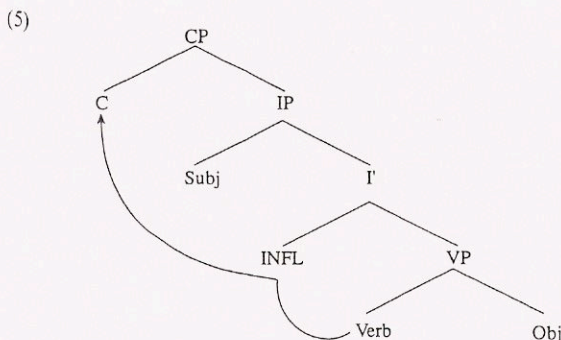 (5)
CP
C IP
Subj I'
INFL VP
Verb Obj